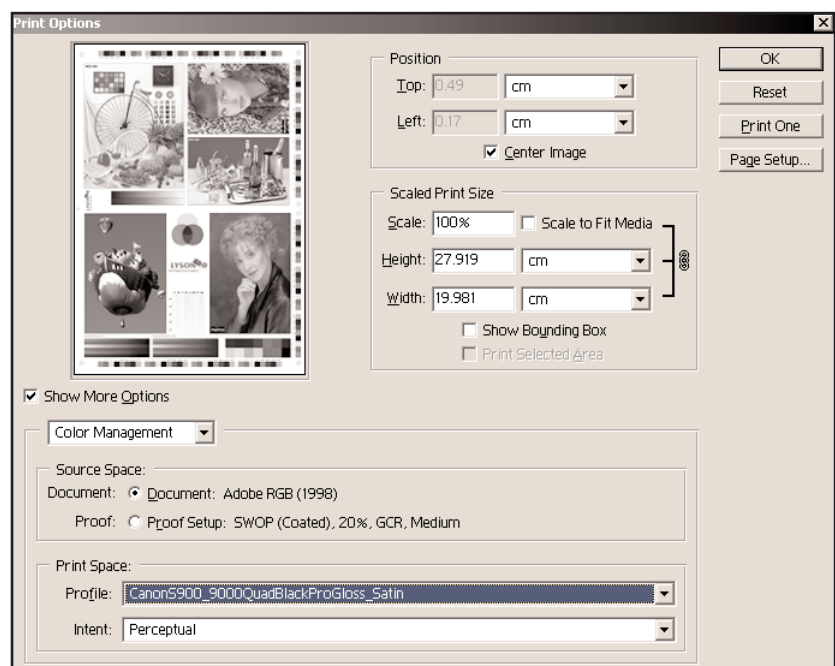 Print Options
LYSON
Position
Top: 0.49 cm
Left: 0.17 cm
Center Image
OK
Reset
Print One
Page Setup...
Scaled Print Size
Scale: 100% Scale to Fit Media
Height: 27.919 cm
Width: 19.981 cm
Show Bounding Box
Print Selected Area
Show More Options
Color Management
Source Space:
Document: Document: Adobe RGB (1998)
Proof: Proof Setup: SWOP (Coated), 20%, GCR, Medium
Print Space:
Profile: CanonS900_9000QuadBlackProGloss_Satin
Intent: Perceptual